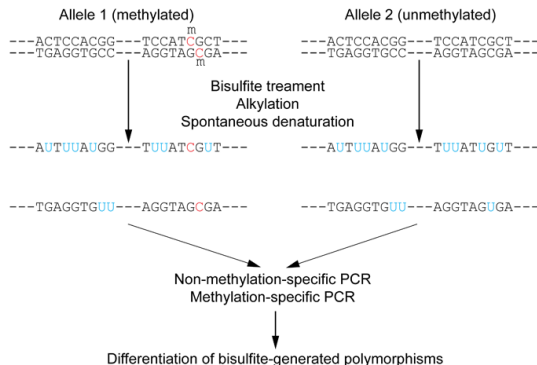 Allele 1 (methylated) Allele 2 (unmethylated)
m
---ACTCCACGG---TCCATCGCT--- ---ACTCCACGG---TCCATCGCT---
---TGAGGTGCC---AGGTAGCGA--- ---TGAGGTGCC---AGGTAGCGA---
m
Bisulfite treament
Alkylation
Spontaneous denaturation
---AUTUUAUGG---TUUATCGUT--- ---AUTUUAUGG---TUUATUGUT---
---TGAGGTGUU---AGGTAGCGA--- ---TGAGGTGUU---AGGTAGUGA---
Non-methylation-specific PCR
Methylation-specific PCR
Differentiation of bisulfite-generated polymorphisms